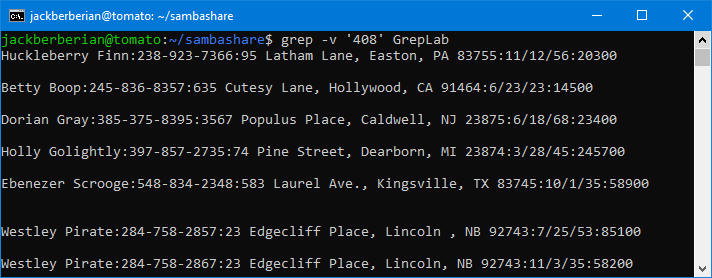 jackberberian@tomato: ~/sambashare
jackberberian@tomato:~/sambashare$ grep -v '408' GrepLab
Huckleberry Finn:238-923-7366:95 Latham Lane, Easton, PA 83755:11/12/56:20300
Betty Boop:245-836-8357:635 Cutesy Lane, Hollywood, CA 91464:6/23/23:14500
Dorian Gray:385-375-8395:3567 Populus Place, Caldwell, NJ 23875:6/18/68:23400
Holly Golightly:397-857-2735:74 Pine Street, Dearborn, MI 23874:3/28/45:245700
Ebenezer Scrooge:548-834-2348:583 Laurel Ave., Kingsville, TX 83745:10/1/35:58900
Westley Pirate:284-758-2857:23 Edgecliff Place, Lincoln , NB 92743:7/25/53:85100
Westley Pirate:284-758-2867:23 Edgecliff Place, Lincoln, NB 92743:11/3/35:58200